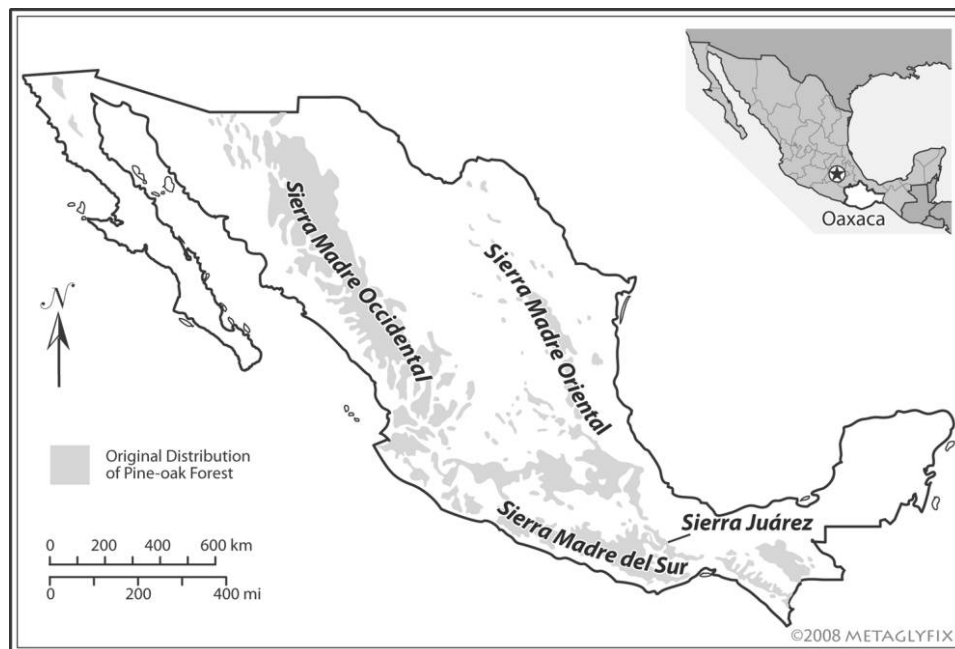 Oaxaca
Sierra Madre Occidental
Sierra Madre Oriental
N
Original Distribution
of Pine-oak Forest
Sierra Juárez
Sierra Madre del Sur
0 200 400 600 km
0 200 400 mi
©2008 METAGLYFIX